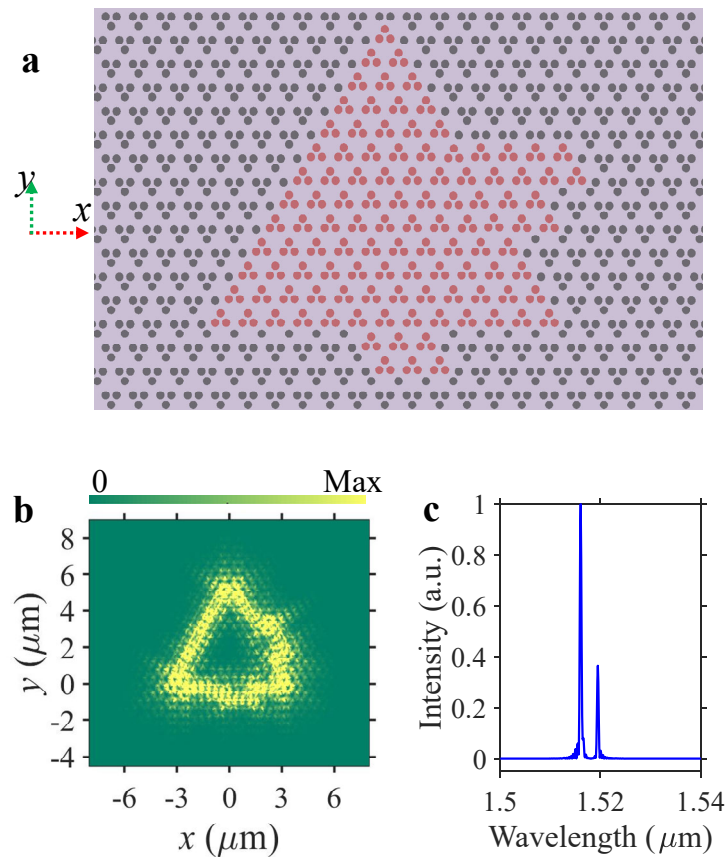 a
y
x
0 Max
b
8
6
4
2
0
-2
-4
y (μm)
-6 -3 0 3 6
x (μm)
c
1
0.8
0.6
0.4
0.2
0
Intensity (a.u.)
1.5 1.52 1.54
Wavelength (μm)